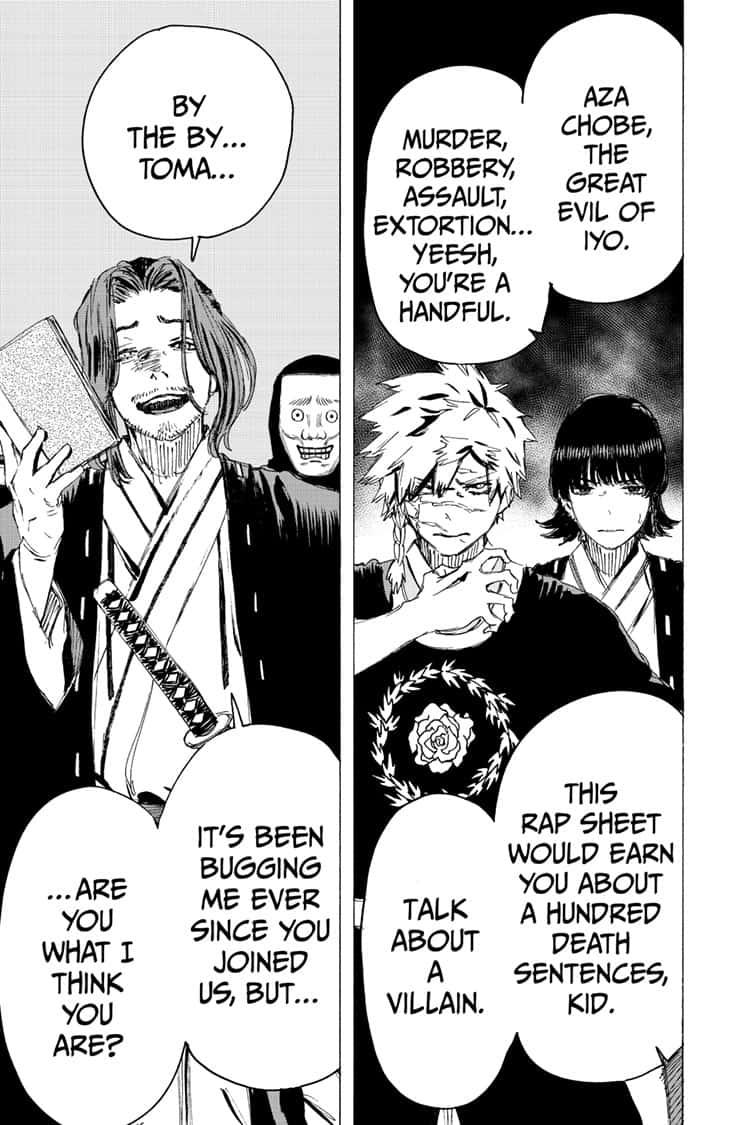 AZA
CHOBE,
THE
GREAT
EVIL OF
IYO.
MURDER,
ROBBERY,
ASSAULT,
EXTORTION...
YEESH,
YOU'RE A
HANDFUL.
THIS
RAP SHEET
WOULD EARN
YOU ABOUT
A HUNDRED
DEATH
SENTENCES,
KID.
TALK
ABOUT
A
VILLAIN.
BY
THE BY...
TOMA...
IT'S BEEN
BUGGING
ME EVER
SINCE YOU
JOINED
US, BUT...
...ARE
YOU
WHAT I
THINK
YOU
ARE?